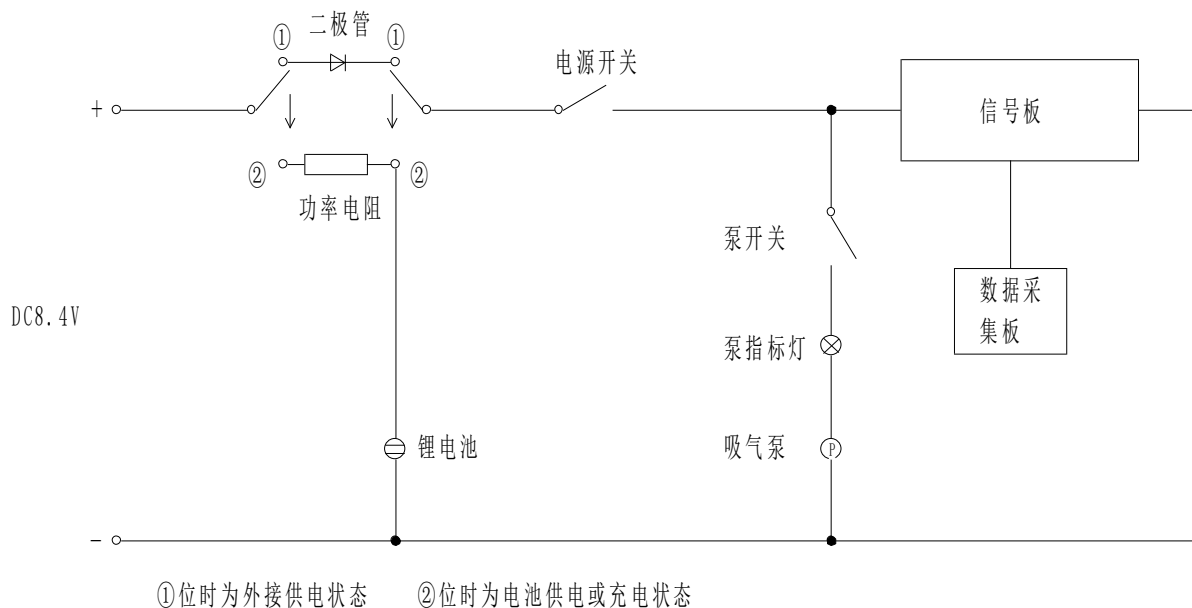 ① 二极管 ①
电源开关
+
信号板
② ②
功率电阻
泵开关
数据采
集板
DC8.4V
泵指标灯
锂电池
吸气泵
P
-
①位时为外接供电状态 ②位时为电池供电或充电状态